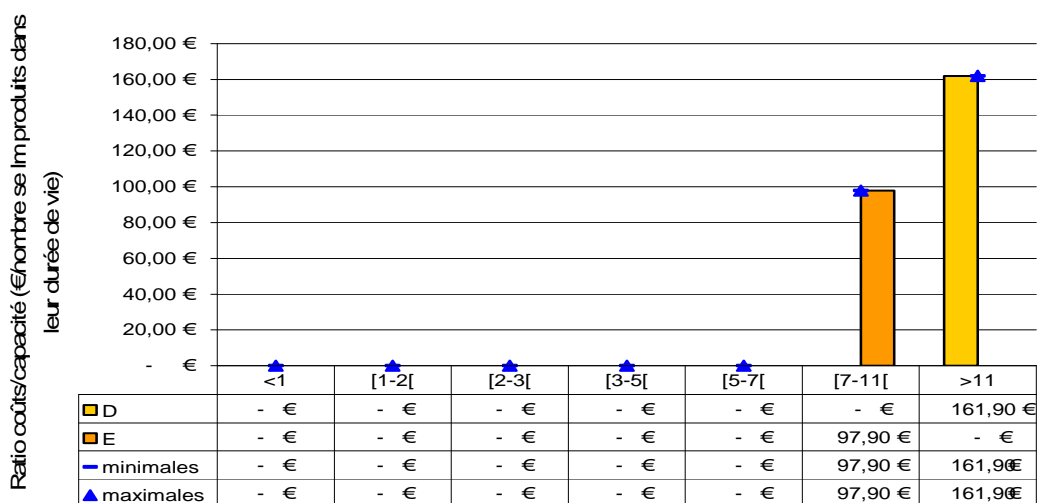 Ratio coûts/capacité (€/nombre se lm produits dans
leur durée de vie)
180,00 €
160,00 €
140,00 €
120,00 €
100,00 €
80,00 €
60,00 €
40,00 €
20,00 €
- €
<1 [1-2[ [2-3[ [3-5[ [5-7[ [7-11[ >11
D - € - € - € - € - € - € 161,90 €
E - € - € - € - € - € 97,90 € - €
minimales - € - € - € - € - € 97,90 € 161,90€
maximales - € - € - € - € - € 97,90 € 161,90€